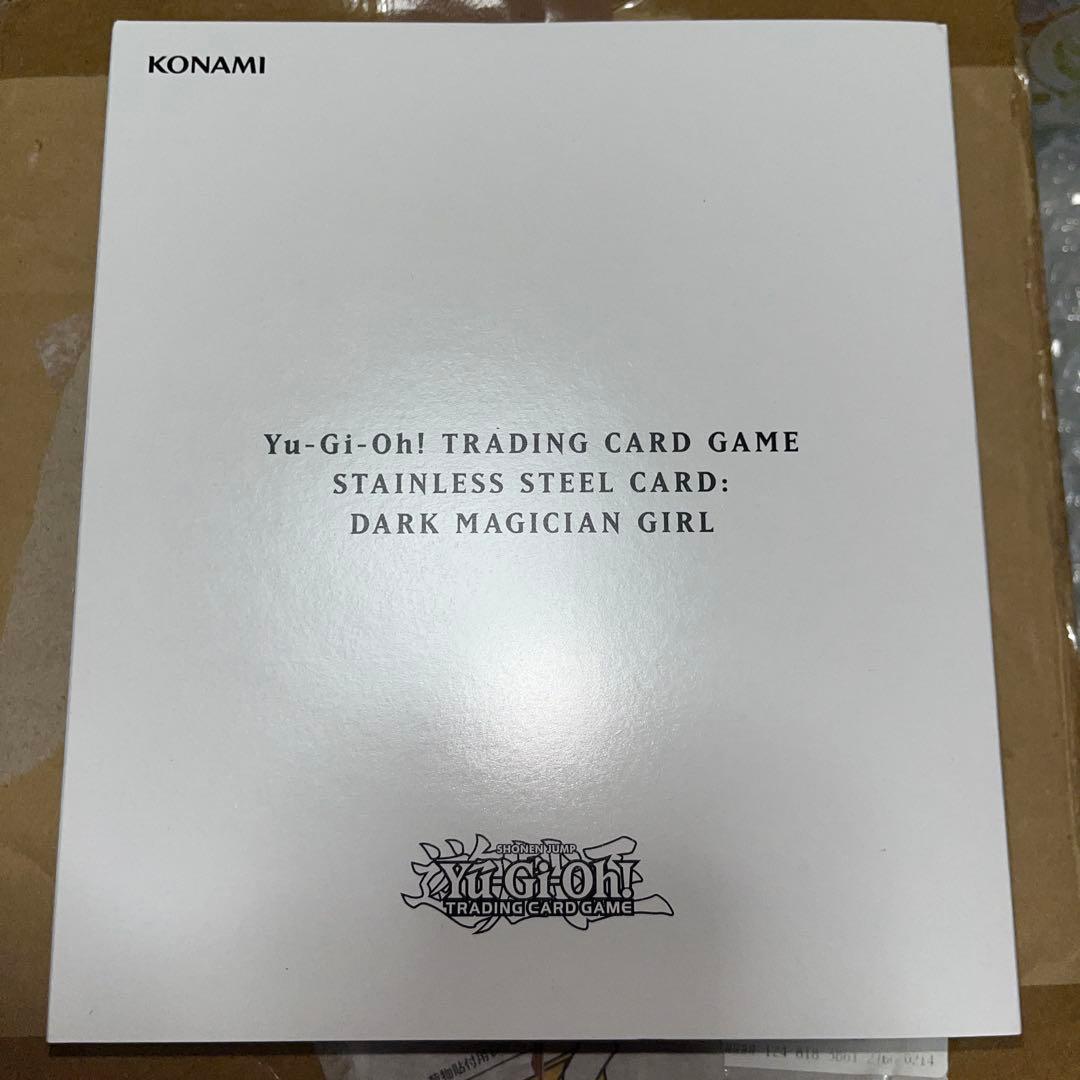 KONAMI
Yu-Gi-Oh! TRADING CARD GAME
STAINLESS STEEL CARD:
DARK MAGICIAN GIRL
SHONEN JUMP
Yu-Gi-Oh!
TRADING CARD GAME